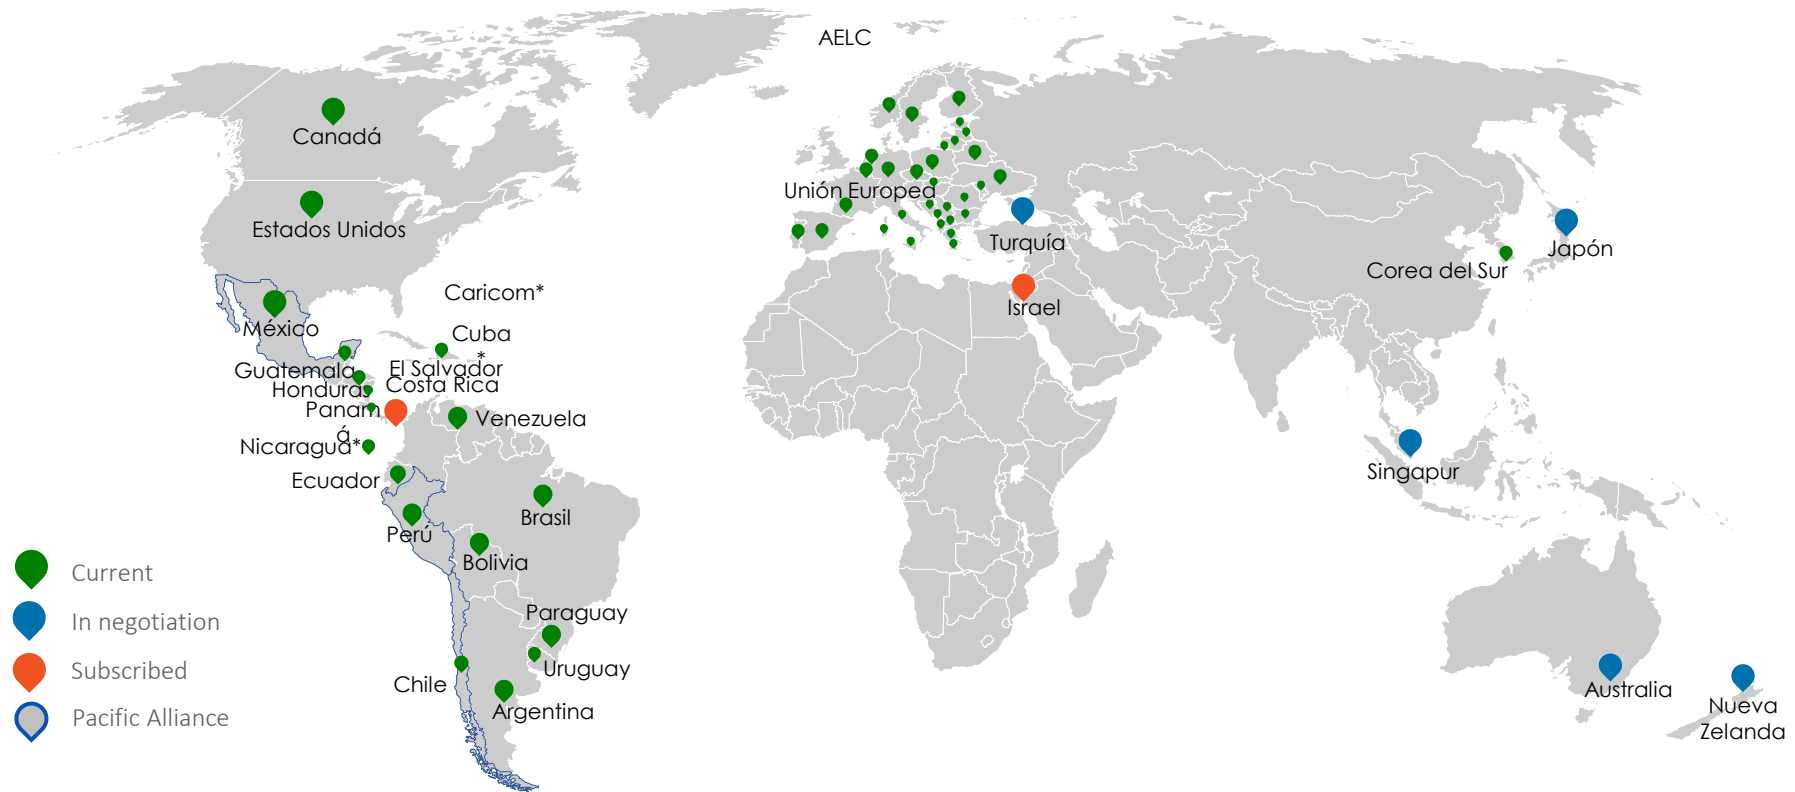 AELC
Canadá
Unión Europea
Estados Unidos
Turquía
Japón
Corea del Sur
Caricom*
Israel
México
Cuba
*
Guatemala
El Salvador
Honduras
Costa Rica
Panam
á
Venezuela
Nicaragua*
Singapur
Ecuador
Brasil
Perú
Bolivia
Current
Paraguay
In negotiation
Uruguay
Subscribed
Chile
Australia
Argentina
Nueva
Zelanda
Pacific Alliance